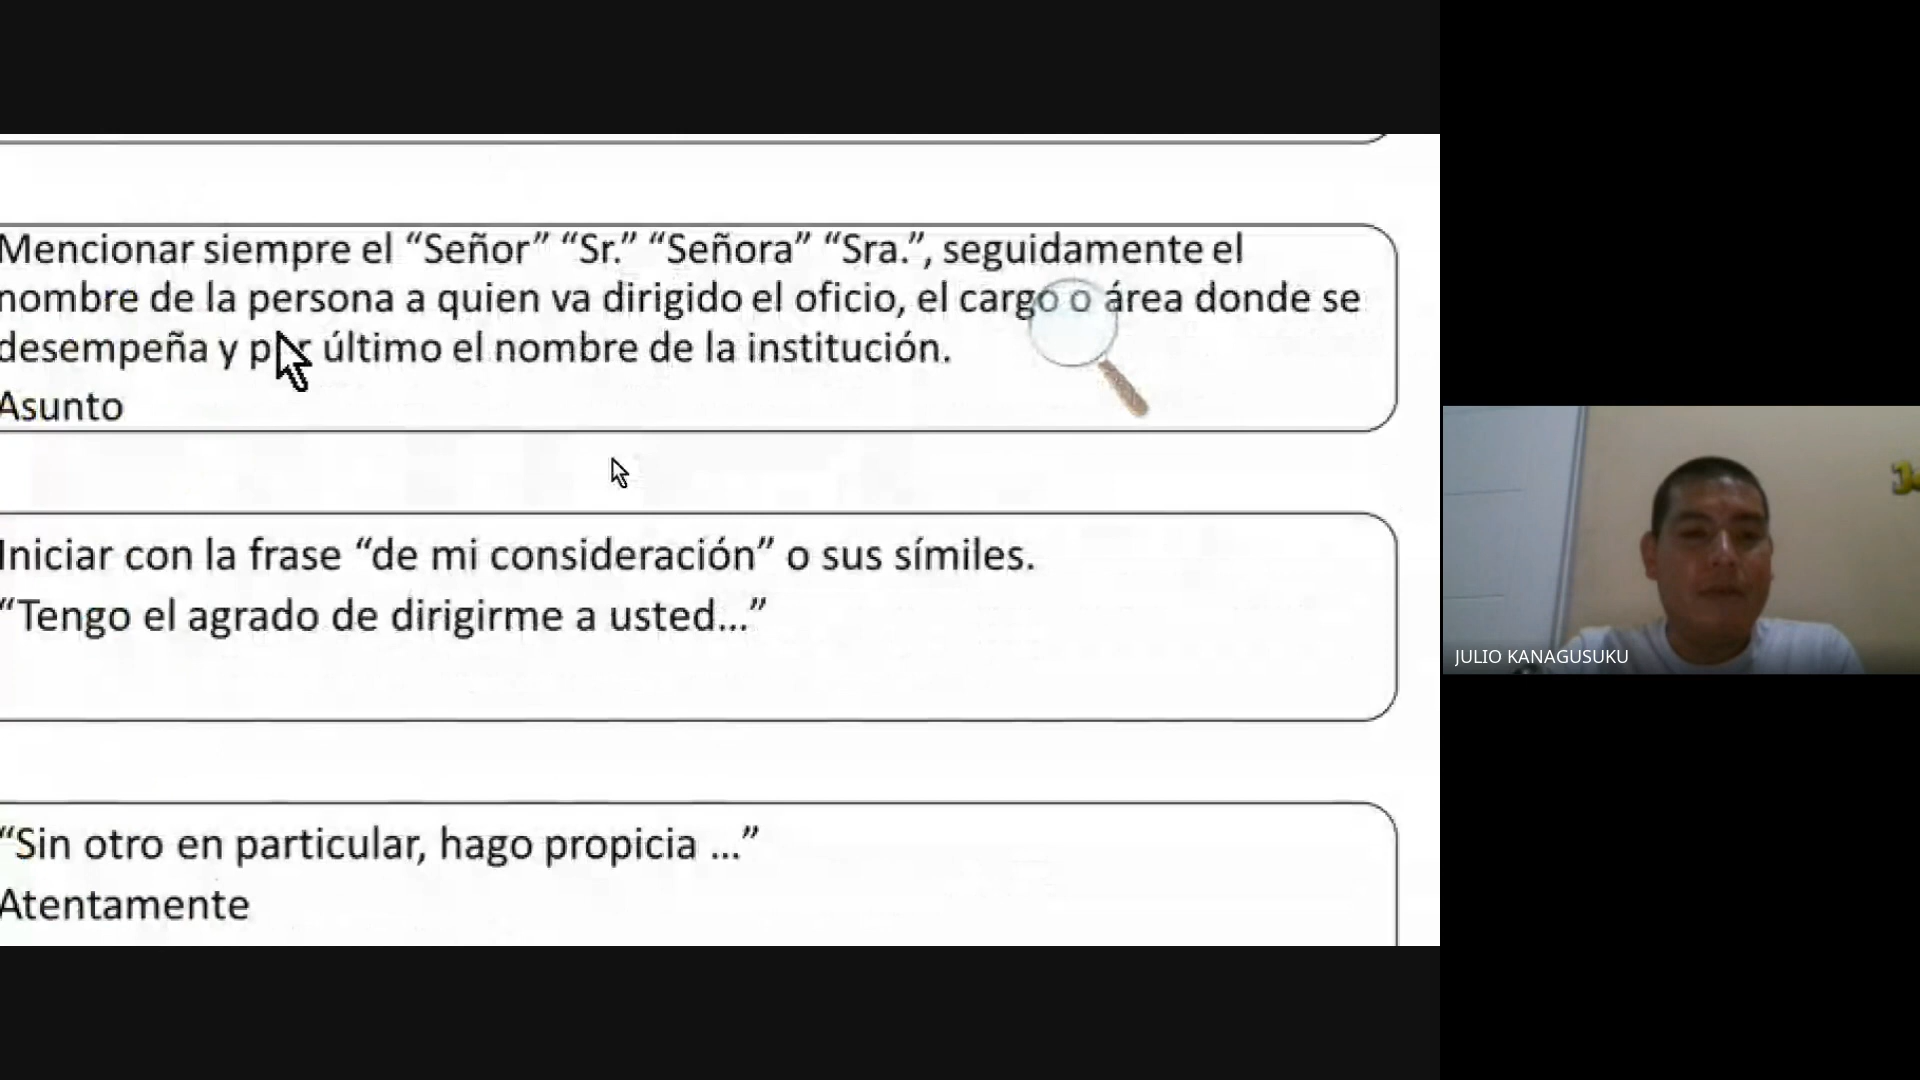 Mencionar siempre el “Señor” “Sr.” “Señora” “Sra.”, seguidamente el
nombre de la persona a quien va dirigido el oficio, el cargo o área donde se
desempeña y por último el nombre de la institución.
Asunto
Iniciar con la frase “de mi consideración” o sus símiles.
“Tengo el agrado de dirigirme a usted...”
“Sin otro en particular, hago propicia ...”
Atentamente
JULIO KANAGUSUKU